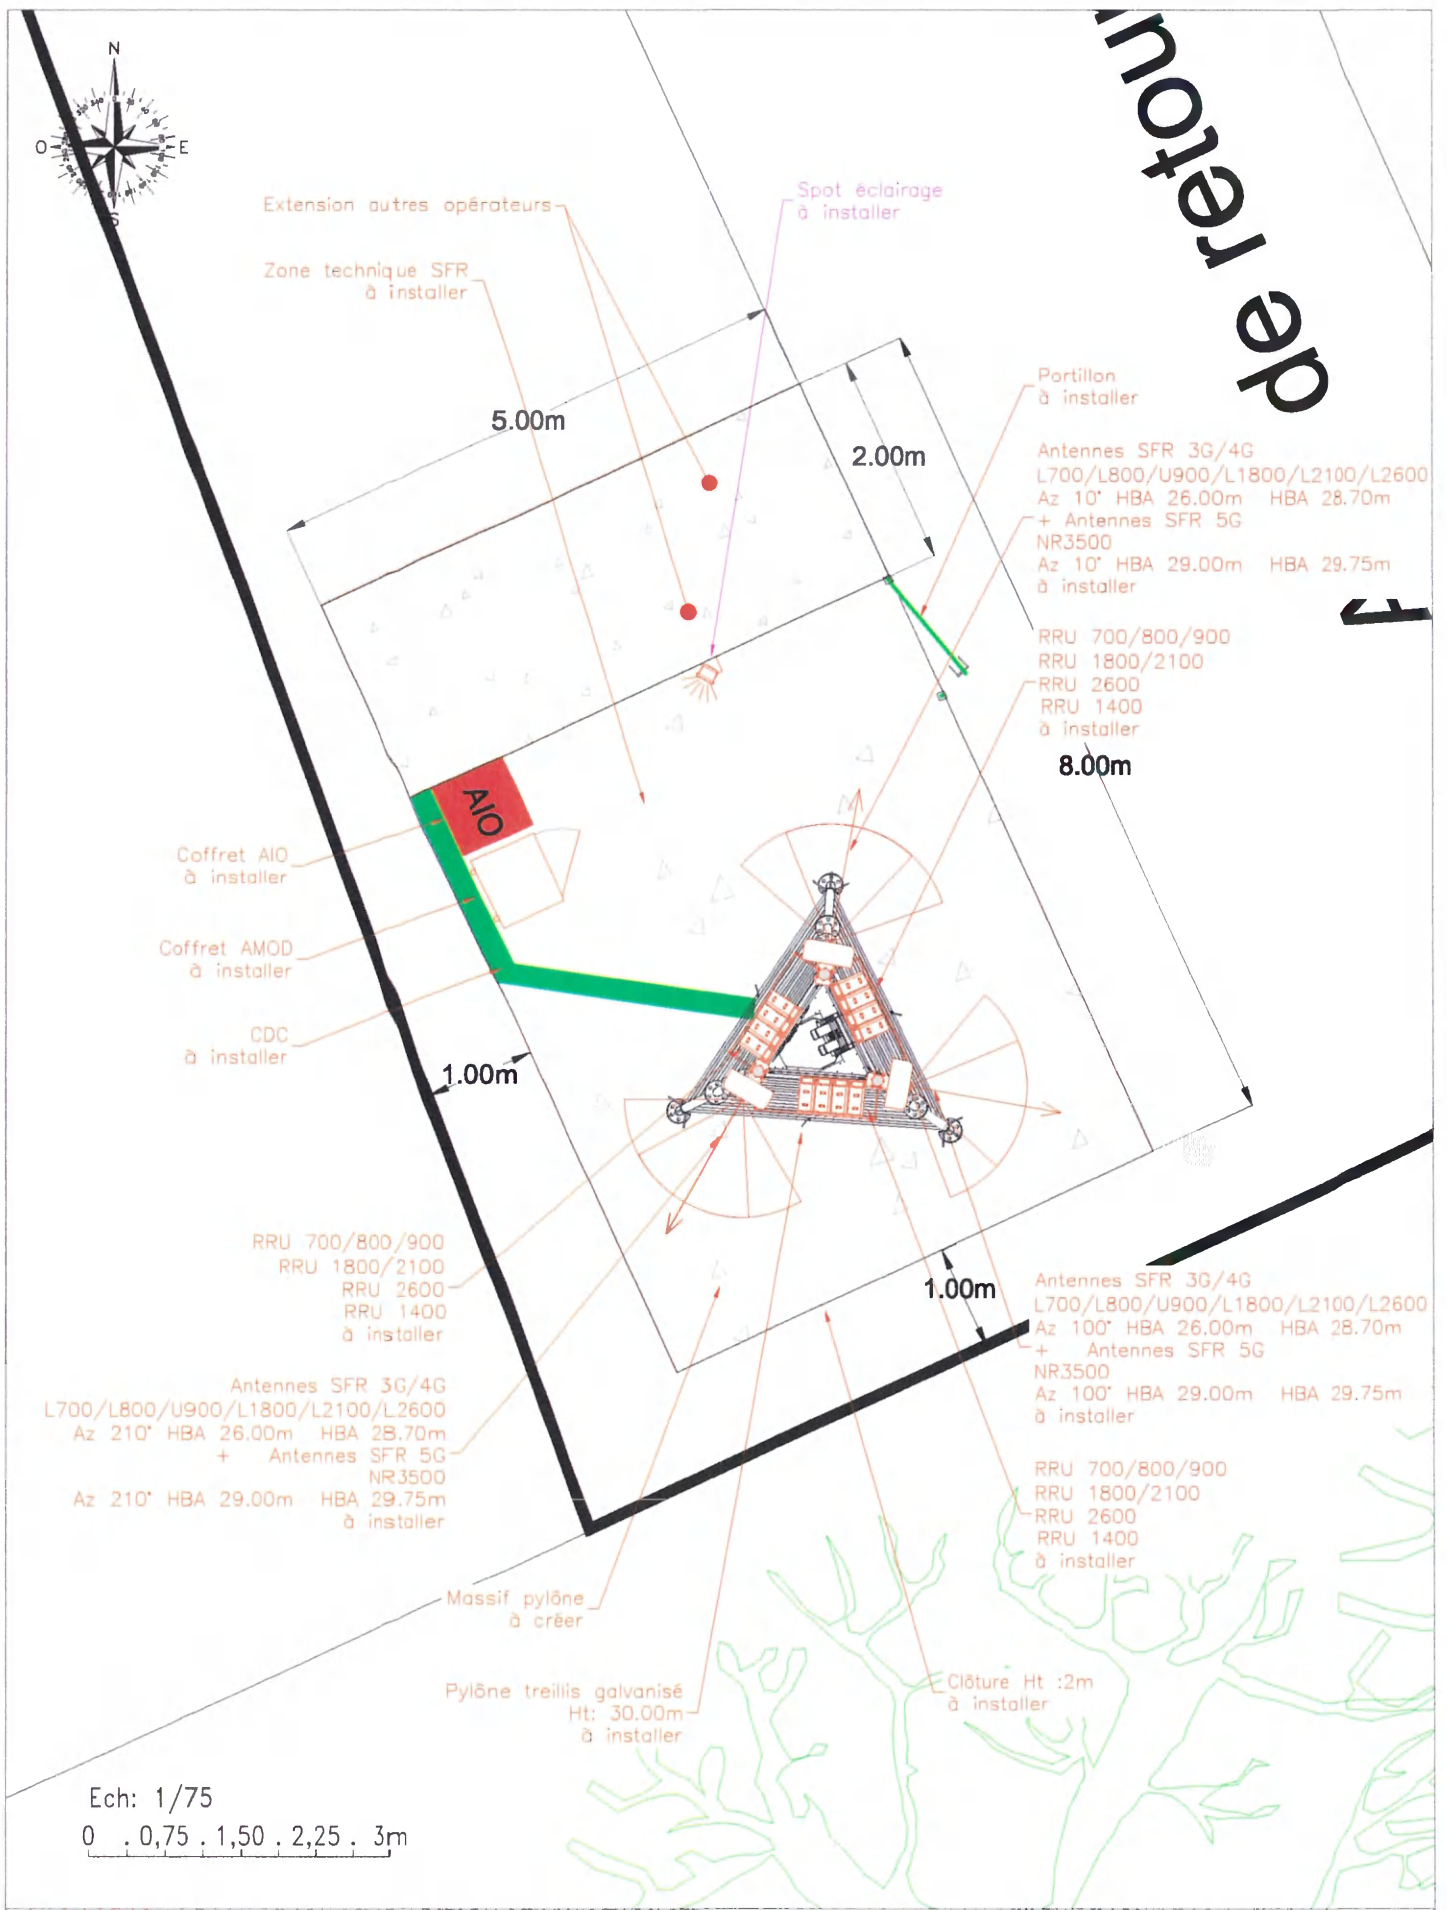 N
O
E
S
de retour
Extension autres opérateurs
Spot éclairage
à installer
Zone technique SFR
à installer
5.00m
2.00m
Portillon
à installer
Antennes SFR 3G/4G
L700/L800/U900/L1800/L2100/L2600
Az 10° HBA 26.00m HBA 28.70m
+ Antennes SFR 5G
NR3500
Az 10° HBA 29.00m HBA 29.75m
à installer
RRU 700/800/900
RRU 1800/2100
RRU 2600
RRU 1400
à installer
8.00m
AIO
Coffret AIO
à installer
Coffret AMOD
à installer
CDC
à installer
1.00m
RRU 700/800/900
RRU 1800/2100
RRU 2600
RRU 1400
à installer
1.00m
Antennes SFR 3G/4G
L700/L800/U900/L1800/L2100/L2600
Az 100° HBA 26.00m HBA 28.70m
+ Antennes SFR 5G
NR3500
Az 100° HBA 29.00m HBA 29.75m
à installer
Antennes SFR 3G/4G
L700/L800/U900/L1800/L2100/L2600
Az 210° HBA 26.00m HBA 28.70m
+ Antennes SFR 5G
NR3500
Az 210° HBA 29.00m HBA 29.75m
à installer
RRU 700/800/900
RRU 1800/2100
RRU 2600
RRU 1400
à installer
Massif pylône
à créer
Pylône treillis galvanisé
Ht: 30.00m
à installer
Clôture Ht :2m
à installer
Ech: 1/75
0 . 0,75 . 1,50 . 2,25 . 3m